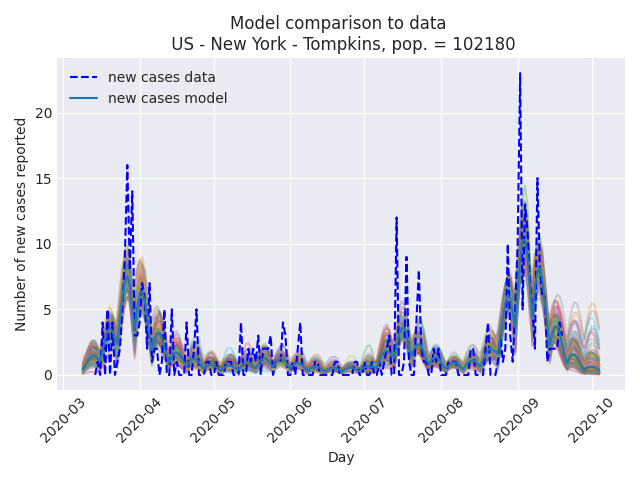 Model comparison to data
US - New York - Tompkins, pop. = 102180
new cases data
new cases model
Number of new cases reported
20
15
10
5
0
2020-03
2020-04
2020-05
2020-06
2020-07
2020-08
2020-09
2020-10
Day